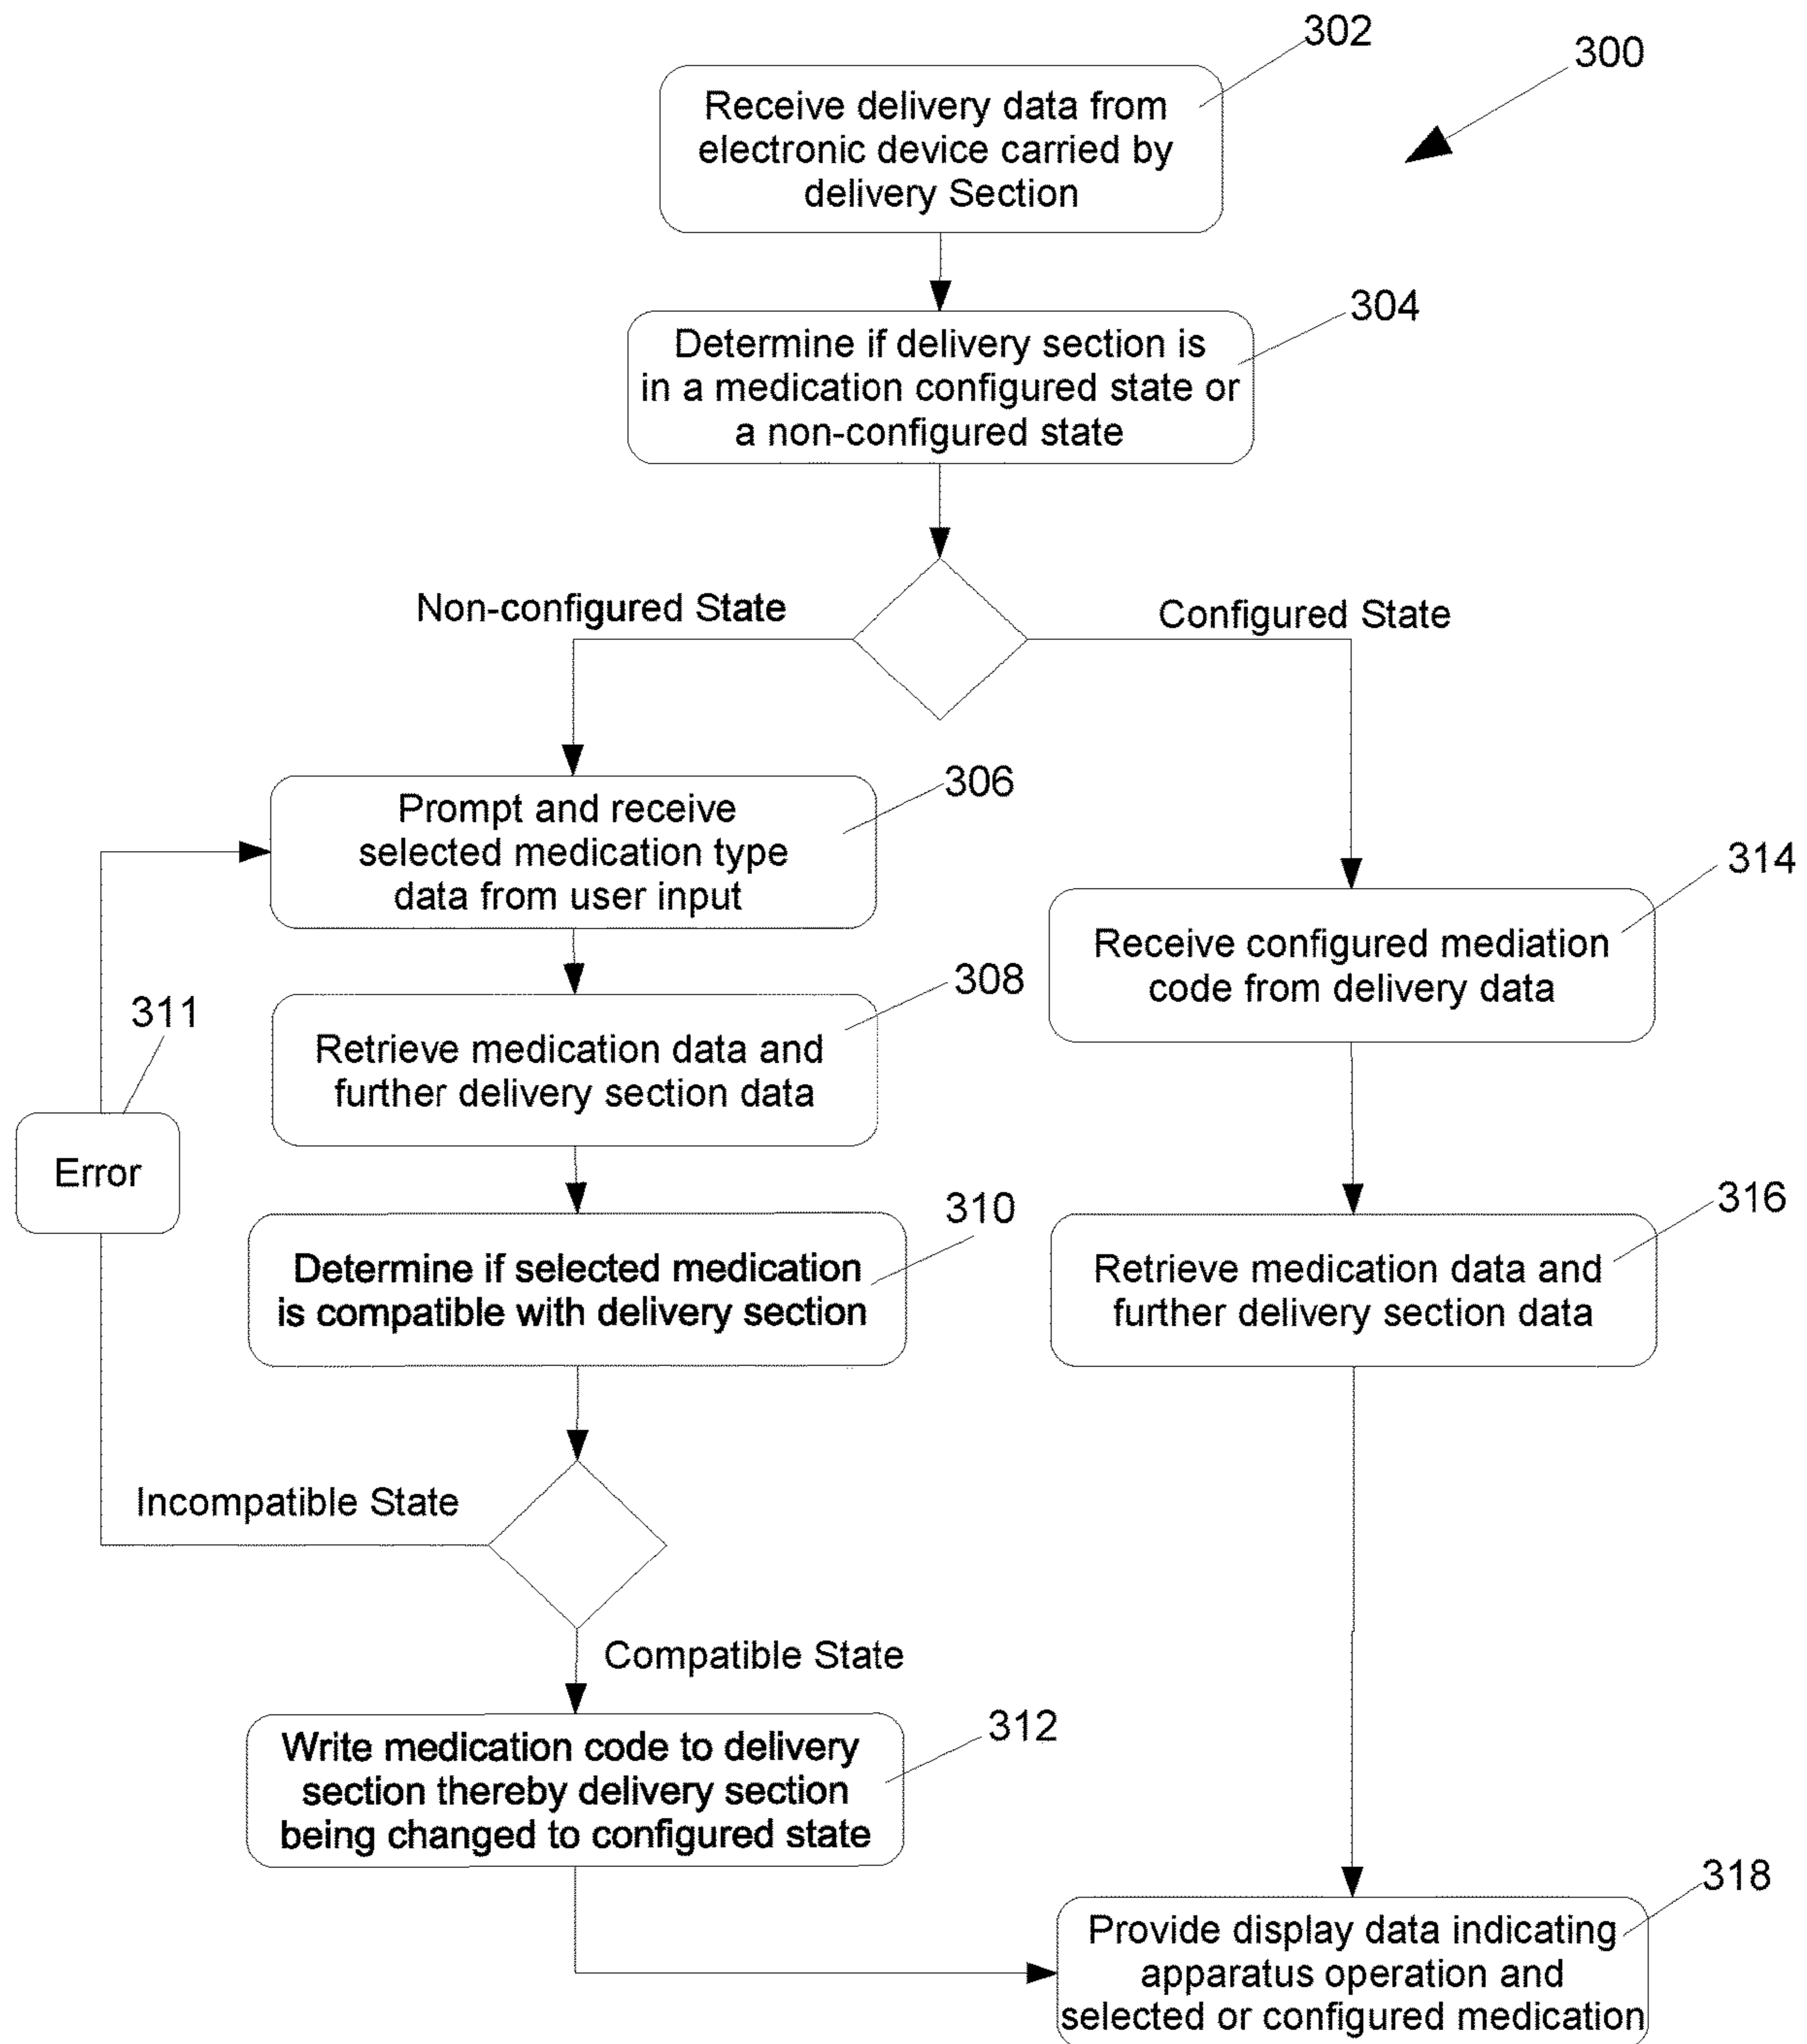 302
300
Receive delivery data from
electronic device carried by
delivery Section
304
Determine if delivery section is
in a medication configured state or
a non-configured state
Non-configured State
Configured State
306
Prompt and receive
selected medication type
data from user input
314
Receive configured mediation
code from delivery data
308
Retrieve medication data and
further delivery section data
311
Error
310
Determine if selected medication
is compatible with delivery section
316
Retrieve medication data and
further delivery section data
Incompatible State
Compatible State
312
Write medication code to delivery
section thereby delivery section
being changed to configured state
318
Provide display data indicating
apparatus operation and
selected or configured medication